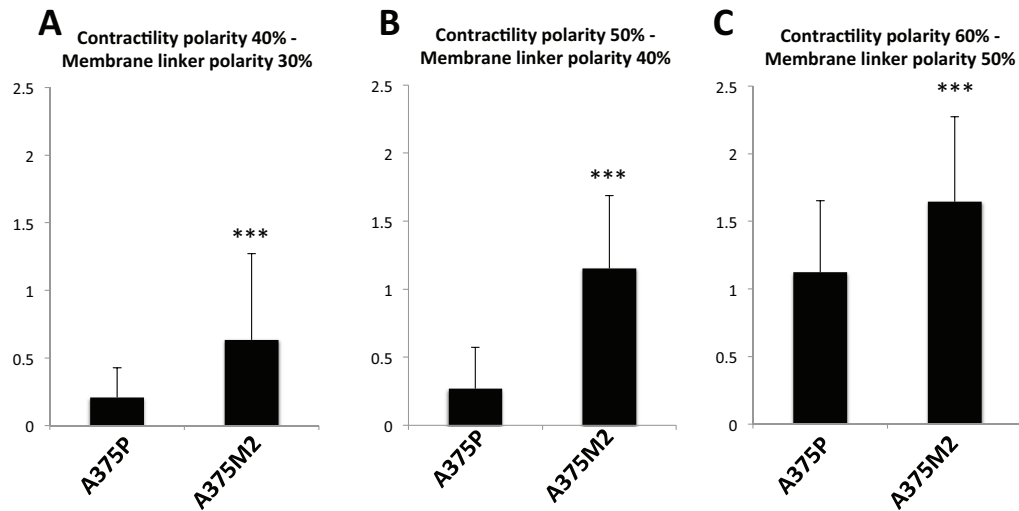 A
Contractility polarity 40% -
Membrane linker polarity 30%
2.5
2
1.5
1
0.5
0
***
A375P
A375M2
B
Contractility polarity 50% -
Membrane linker polarity 40%
2.5
2
1.5
1
0.5
0
***
A375P
A375M2
C
Contractility polarity 60% -
Membrane linker polarity 50%
2.5
2
1.5
1
0.5
0
***
A375P
A375M2